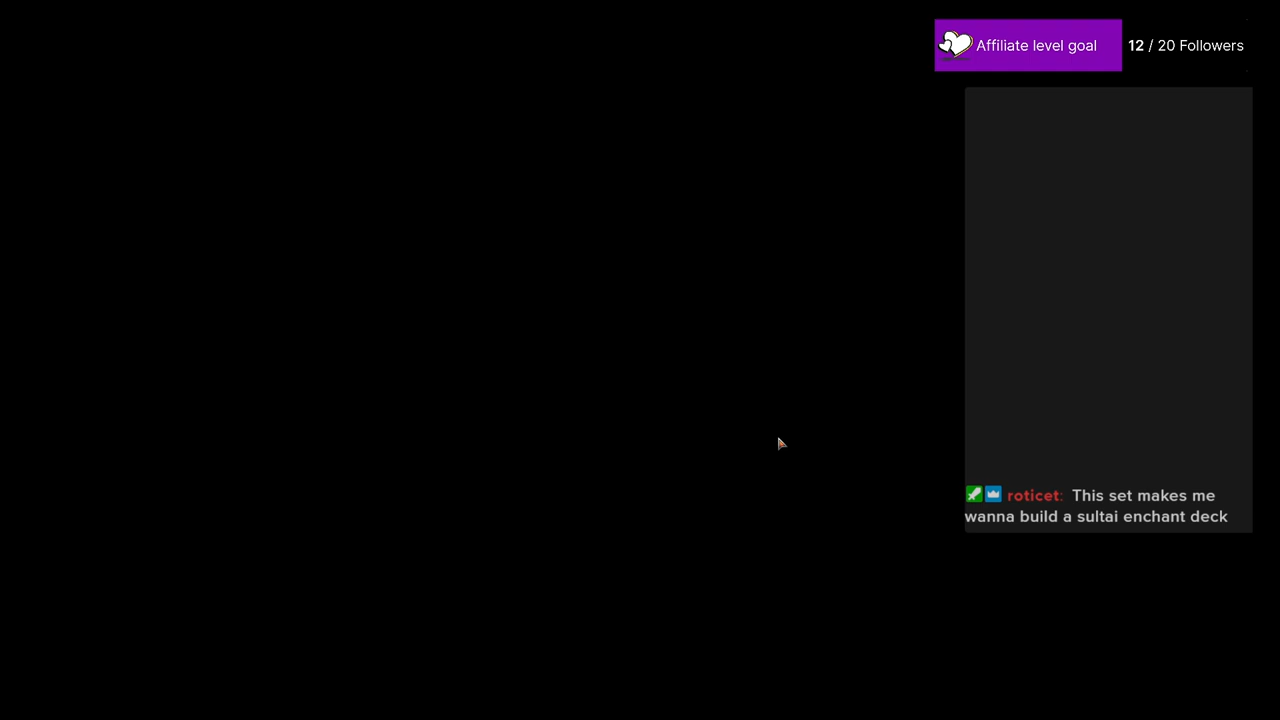 Affiliate level goal 12 / 20 Followers
roticet: This set makes me
wanna build a sultai enchant deck